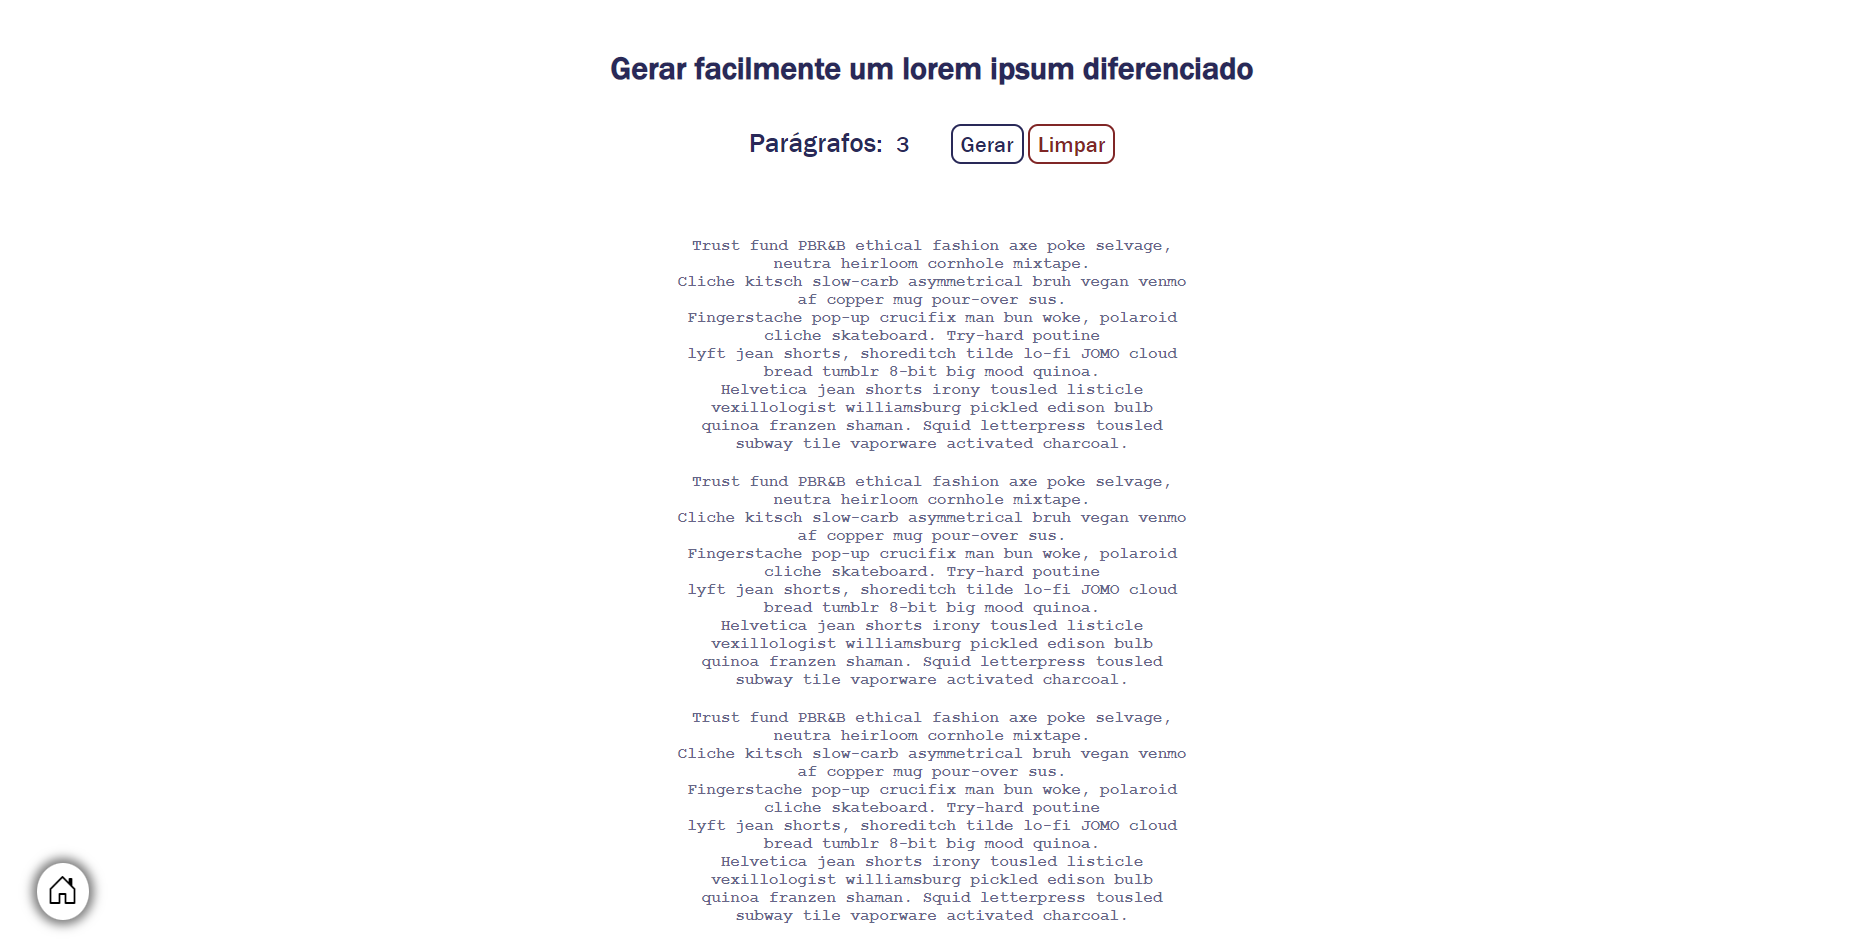 Gerar facilmente um lorem ipsum diferenciado
Parágrafos: 3 Gerar Limpar
Trust fund PBR&B ethical fashion axe poke selvage,
neutra heirloom cornhole mixtape.
Cliche kitsch slow-carb asymmetrical bruh vegan venmo
af copper mug pour-over sus.
Fingerstache pop-up crucifix man bun woke, polaroid
cliche skateboard. Try-hard poutine
lyft jean shorts, shoreditch tilde lo-fi JOMO cloud
bread tumblr 8-bit big mood quinoa.
Helvetica jean shorts irony tousled listicle
vexillologist williamsburg pickled edison bulb
quinoa franzen shaman. Squid letterpress tousled
subway tile vaporware activated charcoal.
Trust fund PBR&B ethical fashion axe poke selvage,
neutra heirloom cornhole mixtape.
Cliche kitsch slow-carb asymmetrical bruh vegan venmo
af copper mug pour-over sus.
Fingerstache pop-up crucifix man bun woke, polaroid
cliche skateboard. Try-hard poutine
lyft jean shorts, shoreditch tilde lo-fi JOMO cloud
bread tumblr 8-bit big mood quinoa.
Helvetica jean shorts irony tousled listicle
vexillologist williamsburg pickled edison bulb
quinoa franzen shaman. Squid letterpress tousled
subway tile vaporware activated charcoal.
Trust fund PBR&B ethical fashion axe poke selvage,
neutra heirloom cornhole mixtape.
Cliche kitsch slow-carb asymmetrical bruh vegan venmo
af copper mug pour-over sus.
Fingerstache pop-up crucifix man bun woke, polaroid
cliche skateboard. Try-hard poutine
lyft jean shorts, shoreditch tilde lo-fi JOMO cloud
bread tumblr 8-bit big mood quinoa.
Helvetica jean shorts irony tousled listicle
vexillologist williamsburg pickled edison bulb
quinoa franzen shaman. Squid letterpress tousled
subway tile vaporware activated charcoal.